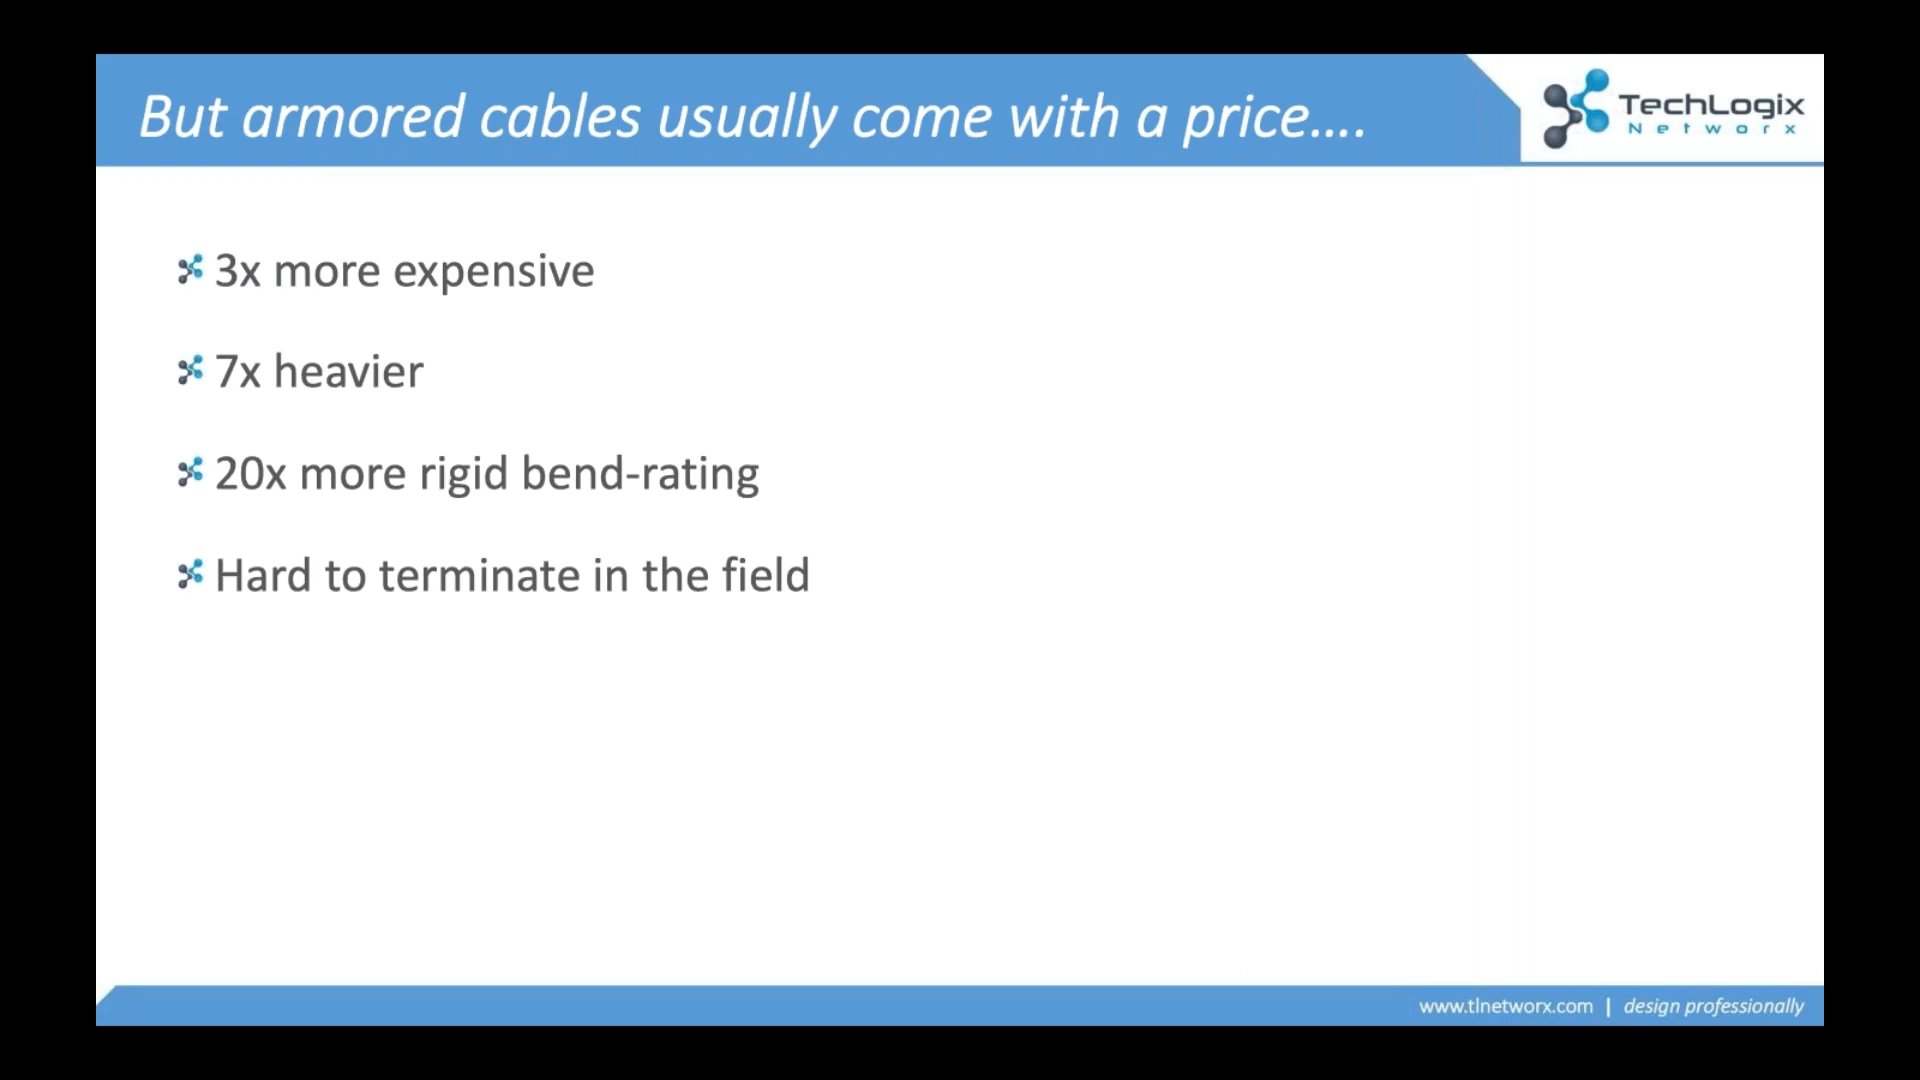 But armored cables usually come with a price....
TechLogix
Networx
3x more expensive
7x heavier
20x more rigid bend-rating
Hard to terminate in the field
www.tlnetworx.com | design professionally